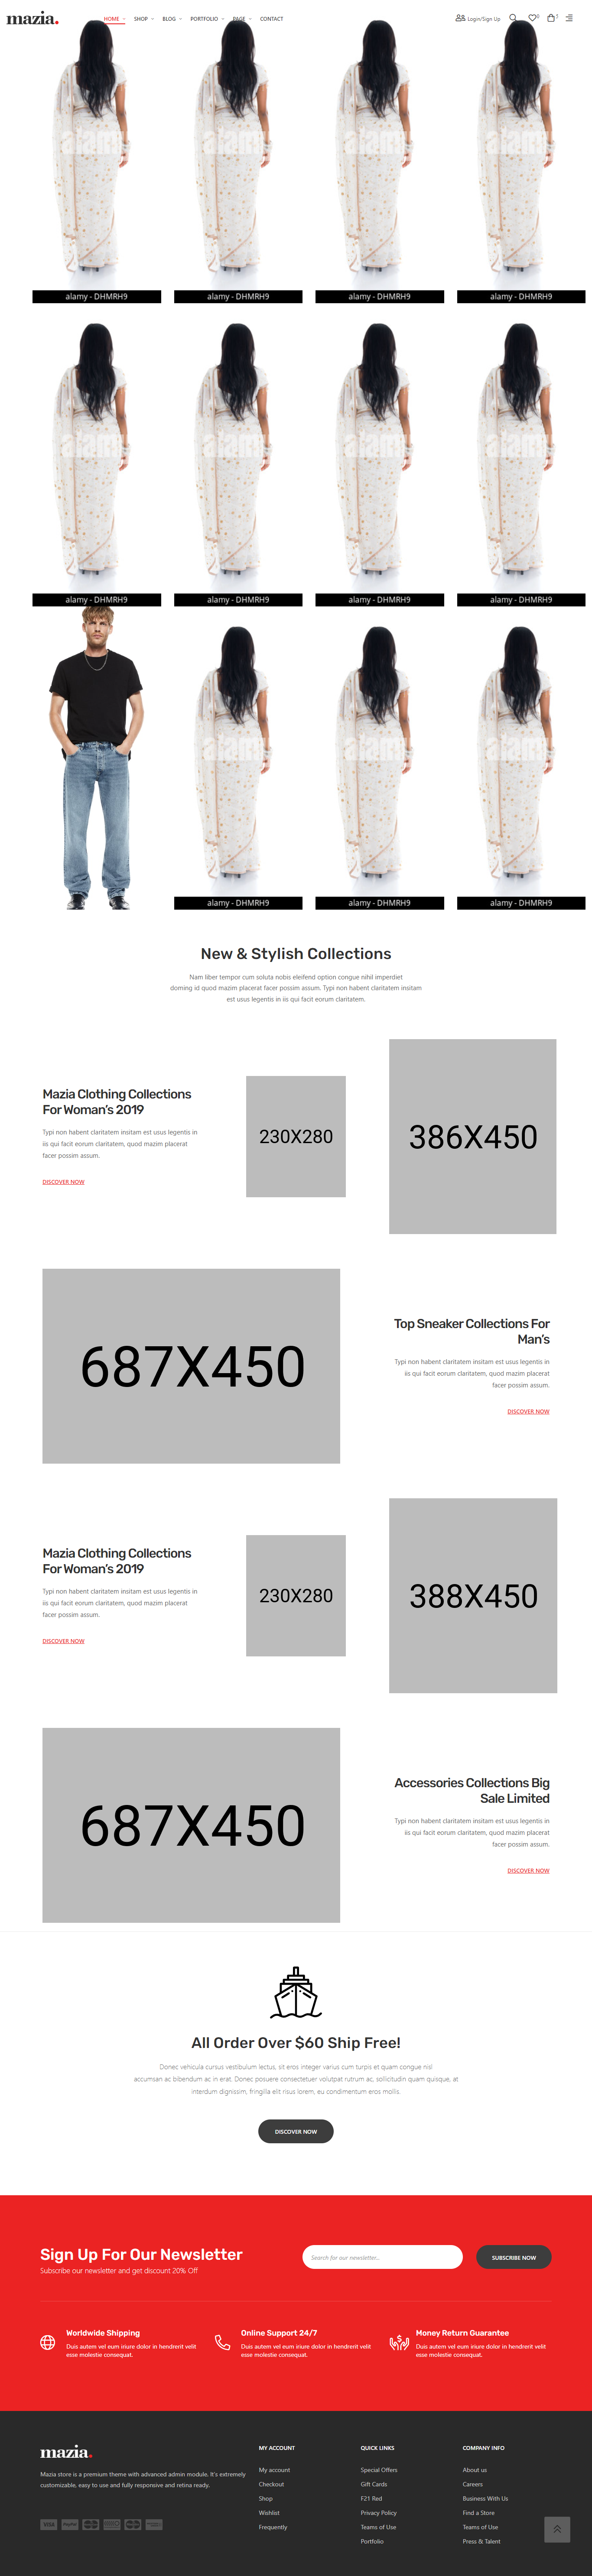 mazia.
HOME SHOP BLOG PORTFOLIO PAGE CONTACT
Login/Sign Up
alamy
alamy
alamy
alamy
alamy - DHMRH9
alamy - DHMRH9
alamy - DHMRH9
alamy - DHMRH9
alamy
alamy
alamy
alamy
alamy - DHMRH9
alamy - DHMRH9
alamy - DHMRH9
alamy - DHMRH9
alamy
alamy
alamy
alamy - DHMRH9
alamy - DHMRH9
alamy - DHMRH9
New & Stylish Collections
Nam liber tempor cum soluta nobis eleifend option congue nihil imperdiet
doming id quod mazim placerat facer possim assum. Typi non habent claritatem insitam
est usus legentis in iis qui facit eorum claritatem.
Mazia Clothing Collections
For Woman's 2019
Typi non habent claritatem insitam est usus legentis in
iis qui facit eorum claritatem, quod mazim placerat
facer possim assum.
DISCOVER NOW
230X280
386X450
687X450
Top Sneaker Collections For
Man's
Typi non habent claritatem insitam est usus legentis in
iis qui facit eorum claritatem, quod mazim placerat
facer possim assum.
DISCOVER NOW
Mazia Clothing Collections
For Woman's 2019
Typi non habent claritatem insitam est usus legentis in
iis qui facit eorum claritatem, quod mazim placerat
facer possim assum.
DISCOVER NOW
230X280
388X450
687X450
Accessories Collections Big
Sale Limited
Typi non habent claritatem insitam est usus legentis in
iis qui facit eorum claritatem, quod mazim placerat
facer possim assum.
DISCOVER NOW
All Order Over $60 Ship Free!
Donec vehicula cursus vestibulum lectus, sit eros integer varius cum turpis et quam congue nisl
accumsan ac bibendum ac in erat. Donec posuere consectetuer volutpat rutrum ac, sollicitudin quam quisque, at
interdum dignissim, fringilla elit risus lorem, eu condimentum eros mollis.
DISCOVER NOW
Sign Up For Our Newsletter
Subscribe our newsletter and get discount 20% Off
Search for our newsletter...
SUBSCRIBE NOW
Worldwide Shipping
Duis autem vel eum iriure dolor in hendrerit velit
esse molestie consequat.
Online Support 24/7
Duis autem vel eum iriure dolor in hendrerit velit
esse molestie consequat.
Money Return Guarantee
Duis autem vel eum iriure dolor in hendrerit velit
esse molestie consequat.
mazia.
Mazia store is a premium theme with advanced admin module. It's extremely
customizable, easy to use and fully responsive and retina ready.
VISA PayPal
MY ACCOUNT
My account
Checkout
Shop
Wishlist
Frequently
QUICK LINKS
Special Offers
Gift Cards
F21 Red
Privacy Policy
Teams of Use
Portfolio
COMPANY INFO
About us
Careers
Business With Us
Find a Store
Teams of Use
Press & Talent